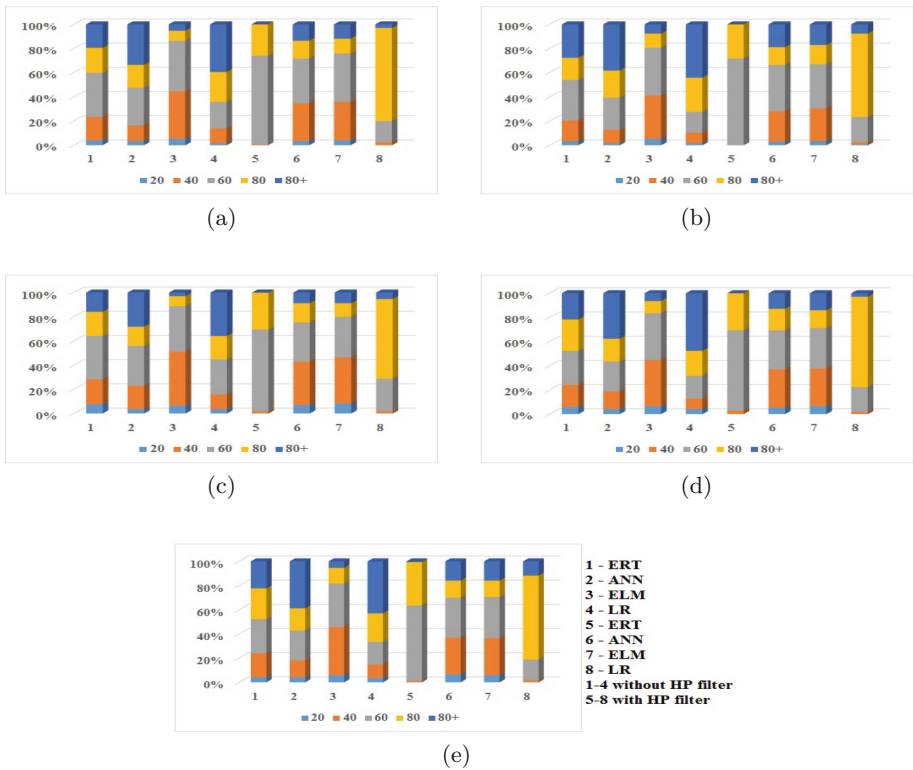 100%
80%
60%
40%
20%
0%
1 2 3 4 5 6 7 8
20 40 60 80 80+
(a)
100%
80%
60%
40%
20%
0%
1 2 3 4 5 6 7 8
20 40 60 80 80+
(b)
100%
80%
60%
40%
20%
0%
1 2 3 4 5 6 7 8
20 40 60 80 80+
(c)
100%
80%
60%
40%
20%
0%
1 2 3 4 5 6 7 8
20 40 60 80 80+
(d)
100%
80%
60%
40%
20%
0%
1 2 3 4 5 6 7 8
20 40 60 80 80+
1 – ERT
2 – ANN
3 – ELM
4 – LR
5 – ERT
6 – ANN
7 – ELM
8 – LR
1-4 without HP filter
5-8 with HP filter
(e)